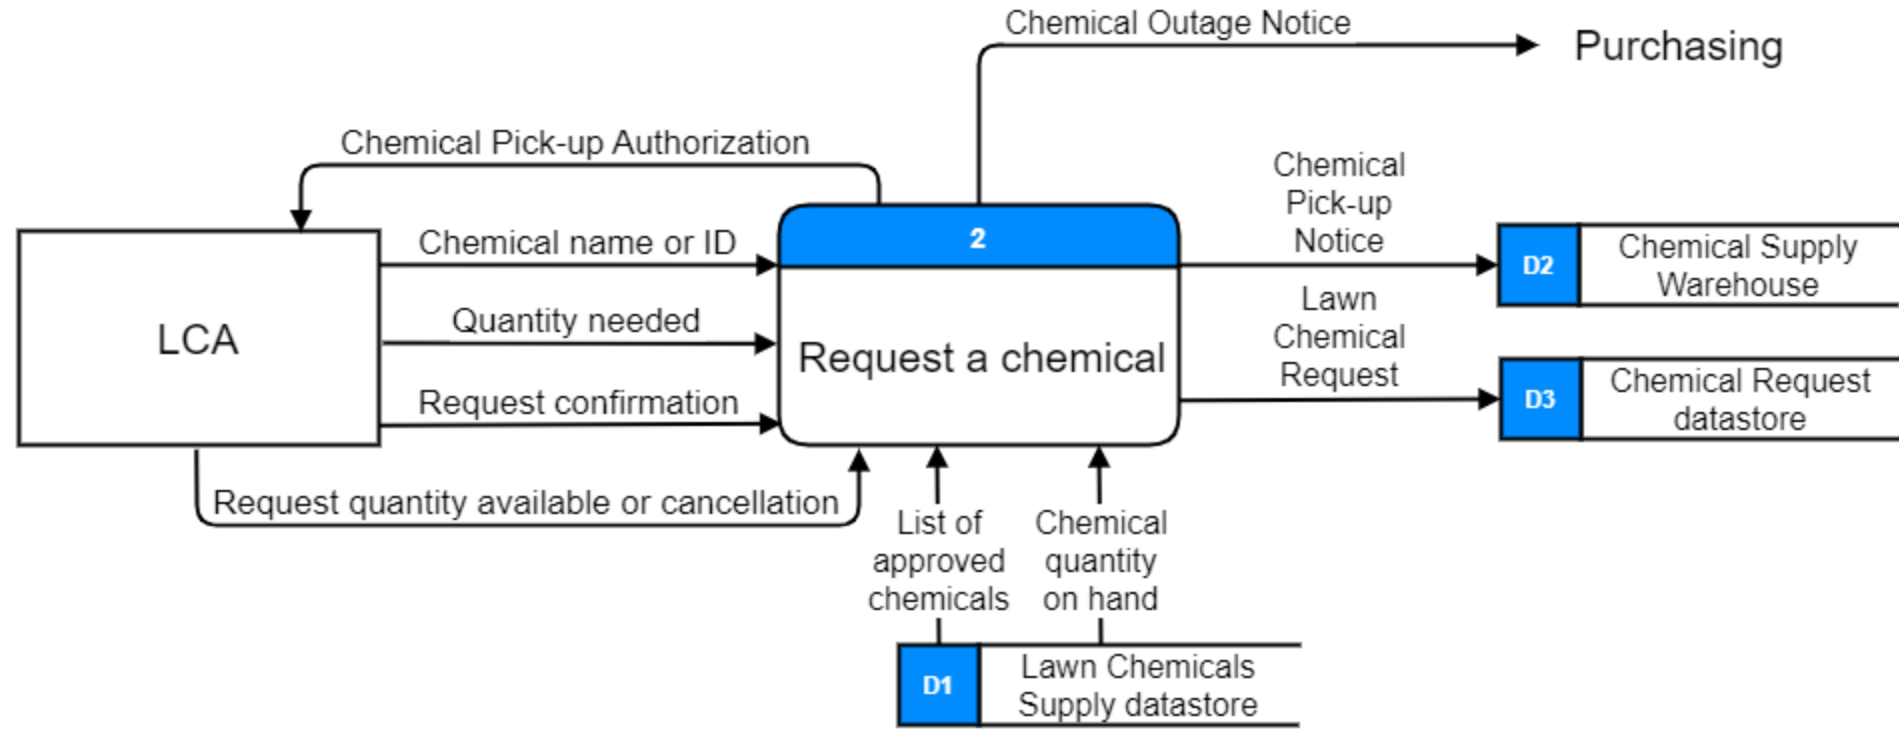 Chemical Outage Notice
Purchasing
Chemical Pick-up Authorization
Chemical
Pick-up
Notice
2
Chemical name or ID
D2
Chemical Supply
Warehouse
LCA
Quantity needed
Request a chemical
Lawn
Chemical
Request
Request confirmation
D3
Chemical Request
datastore
Request quantity available or cancellation
List of
approved
chemicals
Chemical
quantity
on hand
D1
Lawn Chemicals
Supply datastore